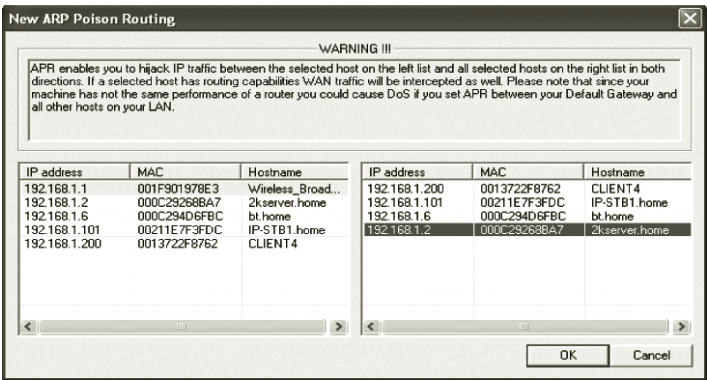 New ARP Poison Routing
WARNING !!!
APR enables you to hijack IP traffic between the selected host on the left list and all selected hosts on the right list in both
directions. If a selected host has routing capabilities WAN traffic will be intercepted as well. Please note that since your
machine has not the same performance of a router you could cause DoS if you set APR between your Default Gateway and
all other hosts on your LAN.
IP address MAC Hostname
192.168.1.1 001F901978E3 Wireless_Broad...
192.168.1.2 000C29268BA7 2kserver.home
192.168.1.6 000C294D6FBC bt.home
192.168.1.101 00211E7F3FDC IP-STB1.home
192.168.1.200 0013722F8762 CLIENT4
IP address MAC Hostname
192.168.1.200 0013722F8762 CLIENT4
192.168.1.101 00211E7F3FDC IP-STB1.home
192.168.1.6 000C294D6FBC bt.home
192.168.1.2 000C29268BA7 2kserver.home
OK Cancel